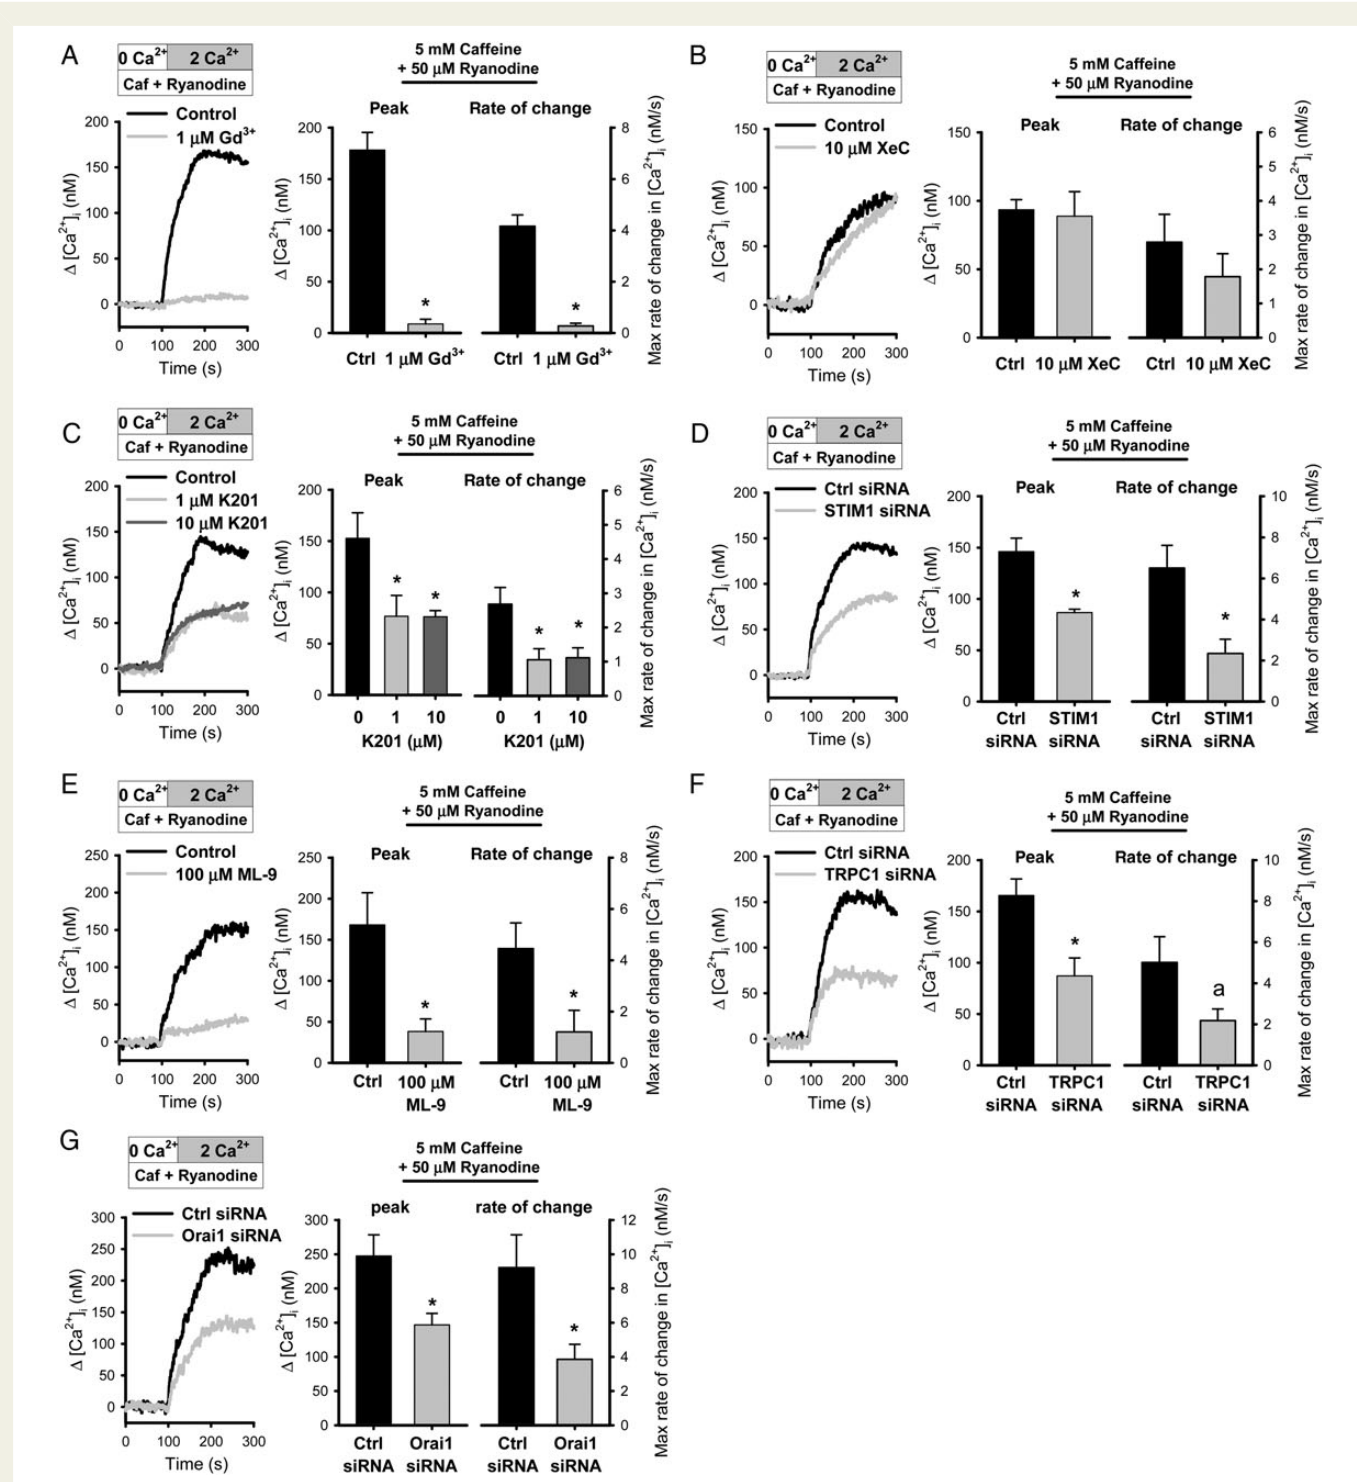 A
0 Ca²⁺ 2 Ca²⁺
Caf + Ryanodine
Control
1 µM Gd³⁺
200
150
100
50
0
Δ [Ca²⁺]ᵢ (nM)
0 100 200 300
Time (s)
5 mM Caffeine
+ 50 µM Ryanodine
Peak Rate of change
200
150
100
50
0
Δ [Ca²⁺]ᵢ (nM)
* *
8
6
4
2
0
Max rate of change in [Ca²⁺]ᵢ (nM/s)
Ctrl 1 µM Gd³⁺ Ctrl 1 µM Gd³⁺
B
0 Ca²⁺ 2 Ca²⁺
Caf + Ryanodine
Control
10 µM XeC
150
100
50
0
Δ [Ca²⁺]ᵢ (nM)
0 100 200 300
Time (s)
5 mM Caffeine
+ 50 µM Ryanodine
Peak Rate of change
150
100
50
0
Δ [Ca²⁺]ᵢ (nM)
6
5
4
3
2
1
0
Max rate of change in [Ca²⁺]ᵢ (nM/s)
Ctrl 10 µM XeC Ctrl 10 µM XeC
C
0 Ca²⁺ 2 Ca²⁺
Caf + Ryanodine
Control
1 µM K201
10 µM K201
200
150
100
50
0
Δ [Ca²⁺]ᵢ (nM)
0 100 200 300
Time (s)
5 mM Caffeine
+ 50 µM Ryanodine
Peak Rate of change
200
150
100
50
0
Δ [Ca²⁺]ᵢ (nM)
* * * *
6
5
4
3
2
1
0
Max rate of change in [Ca²⁺]ᵢ (nM/s)
0 1 10 0 1 10
K201 (µM) K201 (µM)
D
0 Ca²⁺ 2 Ca²⁺
Caf + Ryanodine
Ctrl siRNA
STIM1 siRNA
200
150
100
50
0
Δ [Ca²⁺]ᵢ (nM)
0 100 200 300
Time (s)
5 mM Caffeine
+ 50 µM Ryanodine
Peak Rate of change
200
150
100
50
0
Δ [Ca²⁺]ᵢ (nM)
* *
10
8
6
4
2
0
Max rate of change in [Ca²⁺]ᵢ (nM/s)
Ctrl STIM1 Ctrl STIM1
siRNA siRNA siRNA siRNA
E
0 Ca²⁺ 2 Ca²⁺
Caf + Ryanodine
Control
100 µM ML-9
250
200
150
100
50
0
Δ [Ca²⁺]ᵢ (nM)
0 100 200 300
Time (s)
5 mM Caffeine
+ 50 µM Ryanodine
Peak Rate of change
250
200
150
100
50
0
Δ [Ca²⁺]ᵢ (nM)
* *
8
6
4
2
0
Max rate of change in [Ca²⁺]ᵢ (nM/s)
Ctrl 100 µM Ctrl 100 µM
ML-9 ML-9
F
0 Ca²⁺ 2 Ca²⁺
Caf + Ryanodine
Ctrl siRNA
TRPC1 siRNA
200
150
100
50
0
Δ [Ca²⁺]ᵢ (nM)
0 100 200 300
Time (s)
5 mM Caffeine
+ 50 µM Ryanodine
Peak Rate of change
200
150
100
50
0
Δ [Ca²⁺]ᵢ (nM)
* a
10
8
6
4
2
0
Max rate of change in [Ca²⁺]ᵢ (nM/s)
Ctrl TRPC1 Ctrl TRPC1
siRNA siRNA siRNA siRNA
G
0 Ca²⁺ 2 Ca²⁺
Caf + Ryanodine
Ctrl siRNA
Orai1 siRNA
300
250
200
150
100
50
0
Δ [Ca²⁺]ᵢ (nM)
0 100 200 300
Time (s)
5 mM Caffeine
+ 50 µM Ryanodine
peak rate of change
300
250
200
150
100
50
0
Δ [Ca²⁺]ᵢ (nM)
* *
12
10
8
6
4
2
0
Max rate of change in [Ca²⁺]ᵢ (nM/s)
Ctrl Orai1 Ctrl Orai1
siRNA siRNA siRNA siRNA